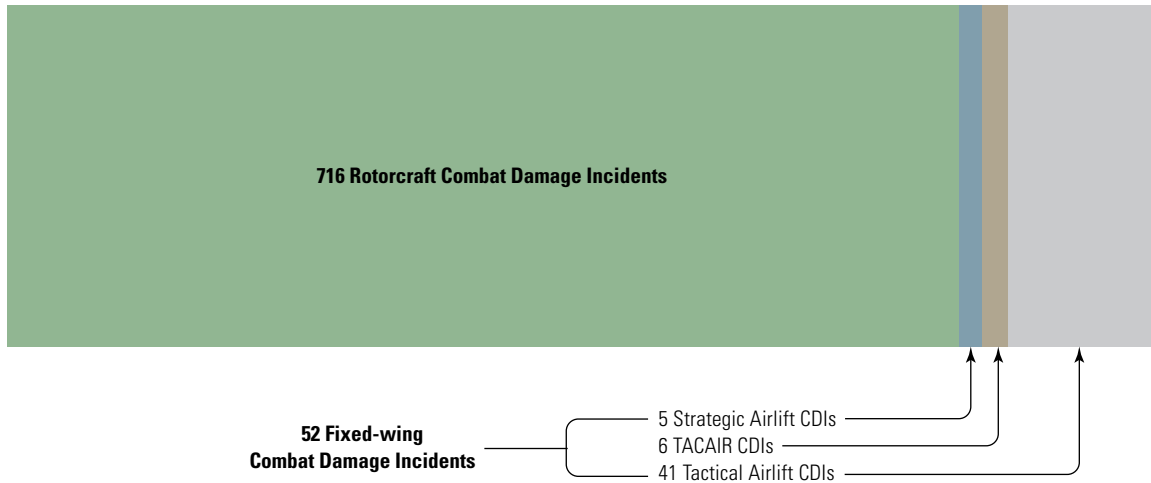 716 Rotorcraft Combat Damage Incidents
52 Fixed-wing
Combat Damage Incidents
5 Strategic Airlift CDIs
6 TACAIR CDIs
41 Tactical Airlift CDIs